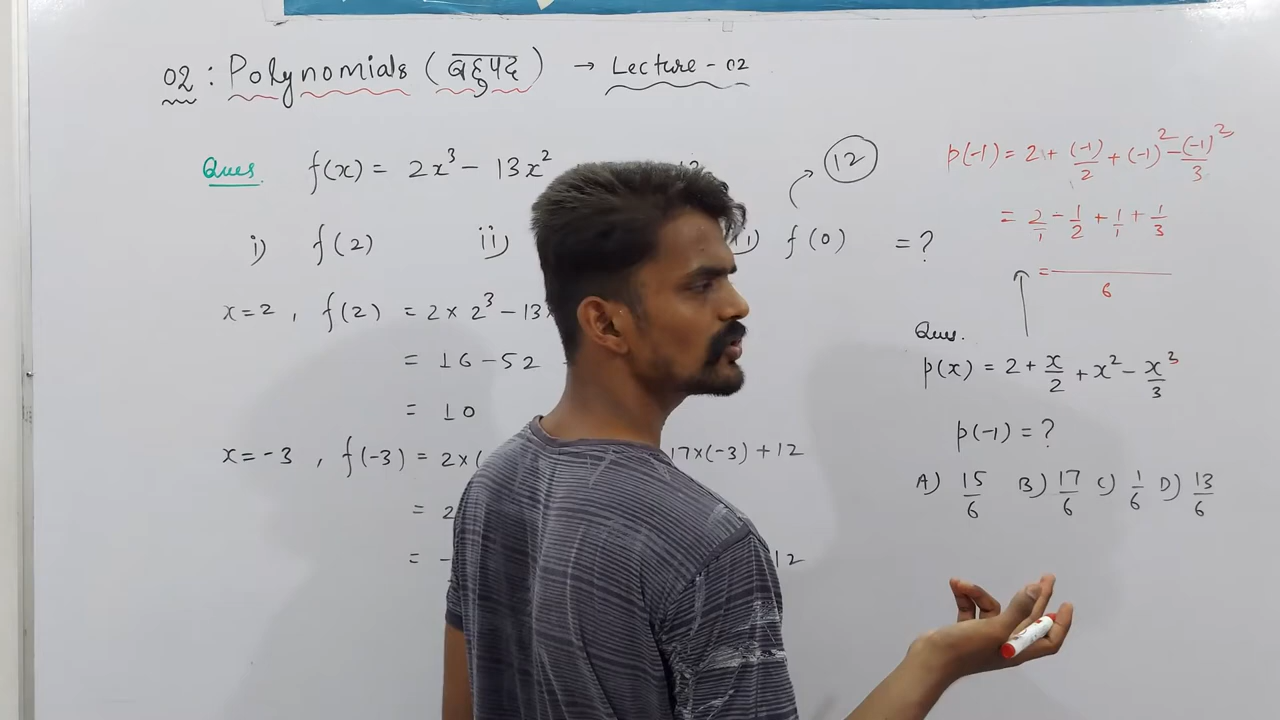 02 : Polynomials (बहुपद) → Lecture - 02
Ques. f(x) = 2x³ - 13x²
i) f(2) ii) f(0) = ?
12
x=2 , f(2) = 2 x 2³ - 13
= 16 - 52
= 10
x=-3 , f(-3) = 2x( 17x(-3) + 12
= 2
= - 12
p(-1) = 2 + (-1)/2 + (-1)² - (-1)³/3
= 2/1 - 1/2 + 1/1 + 1/3
= 6
Ques.
p(x) = 2 + x/2 + x² - x³/3
p(-1) = ?
A) 15/6 B) 17/6 C) 1/6 D) 13/6